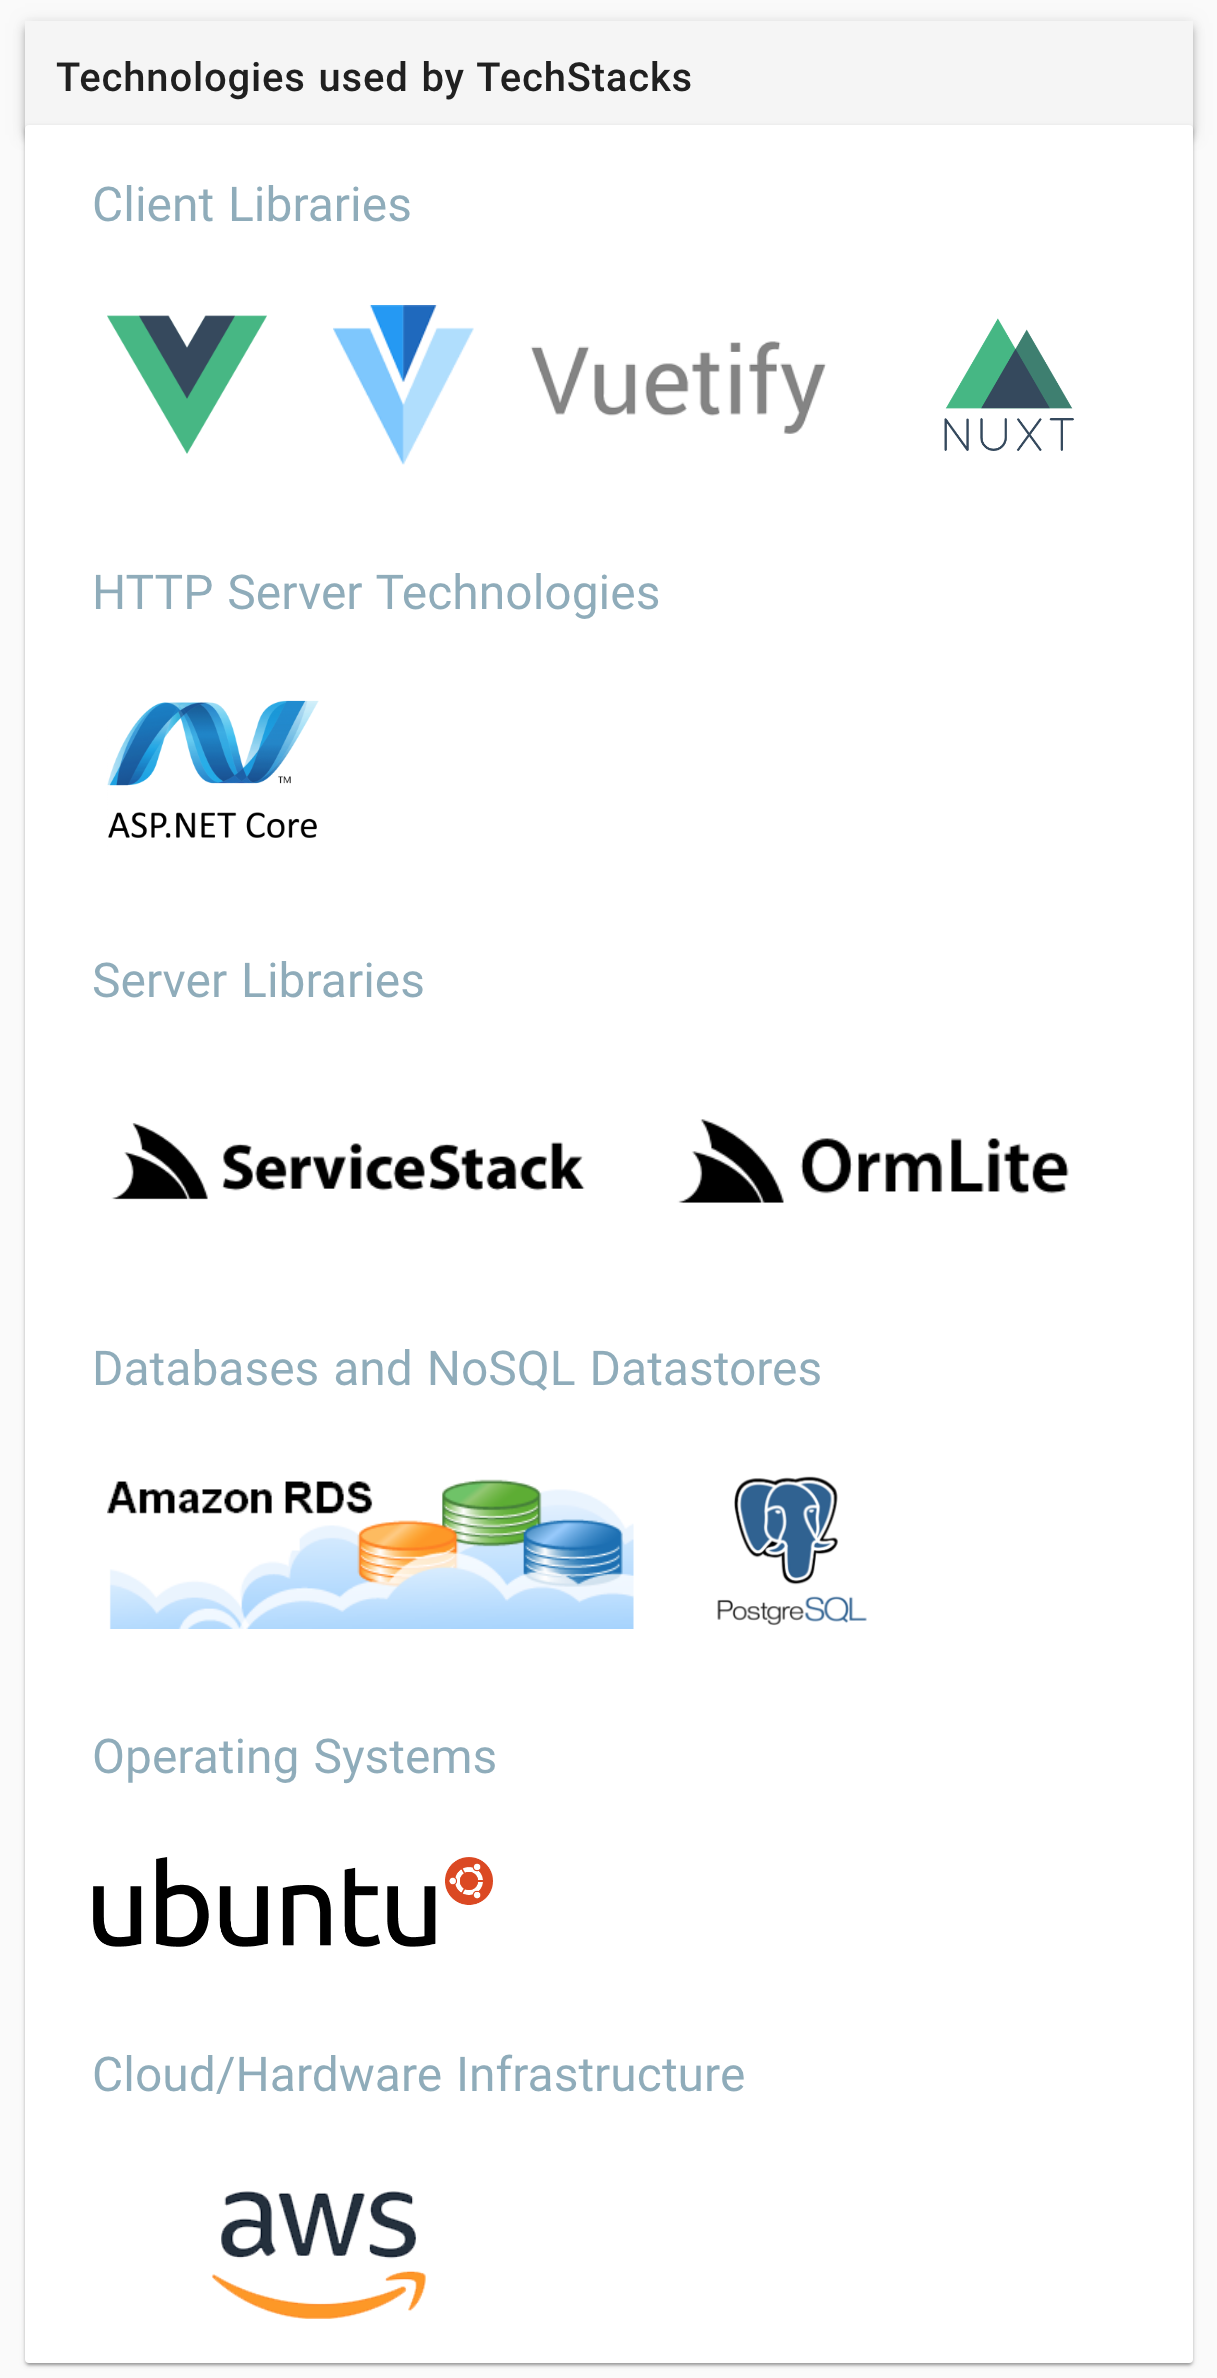 Technologies used by TechStacks
Client Libraries
Vuetify
NUXT
HTTP Server Technologies
TM
ASP.NET Core
Server Libraries
ServiceStack
OrmLite
Databases and NoSQL Datastores
Amazon RDS
PostgreSQL
Operating Systems
ubuntu
Cloud/Hardware Infrastructure
aws